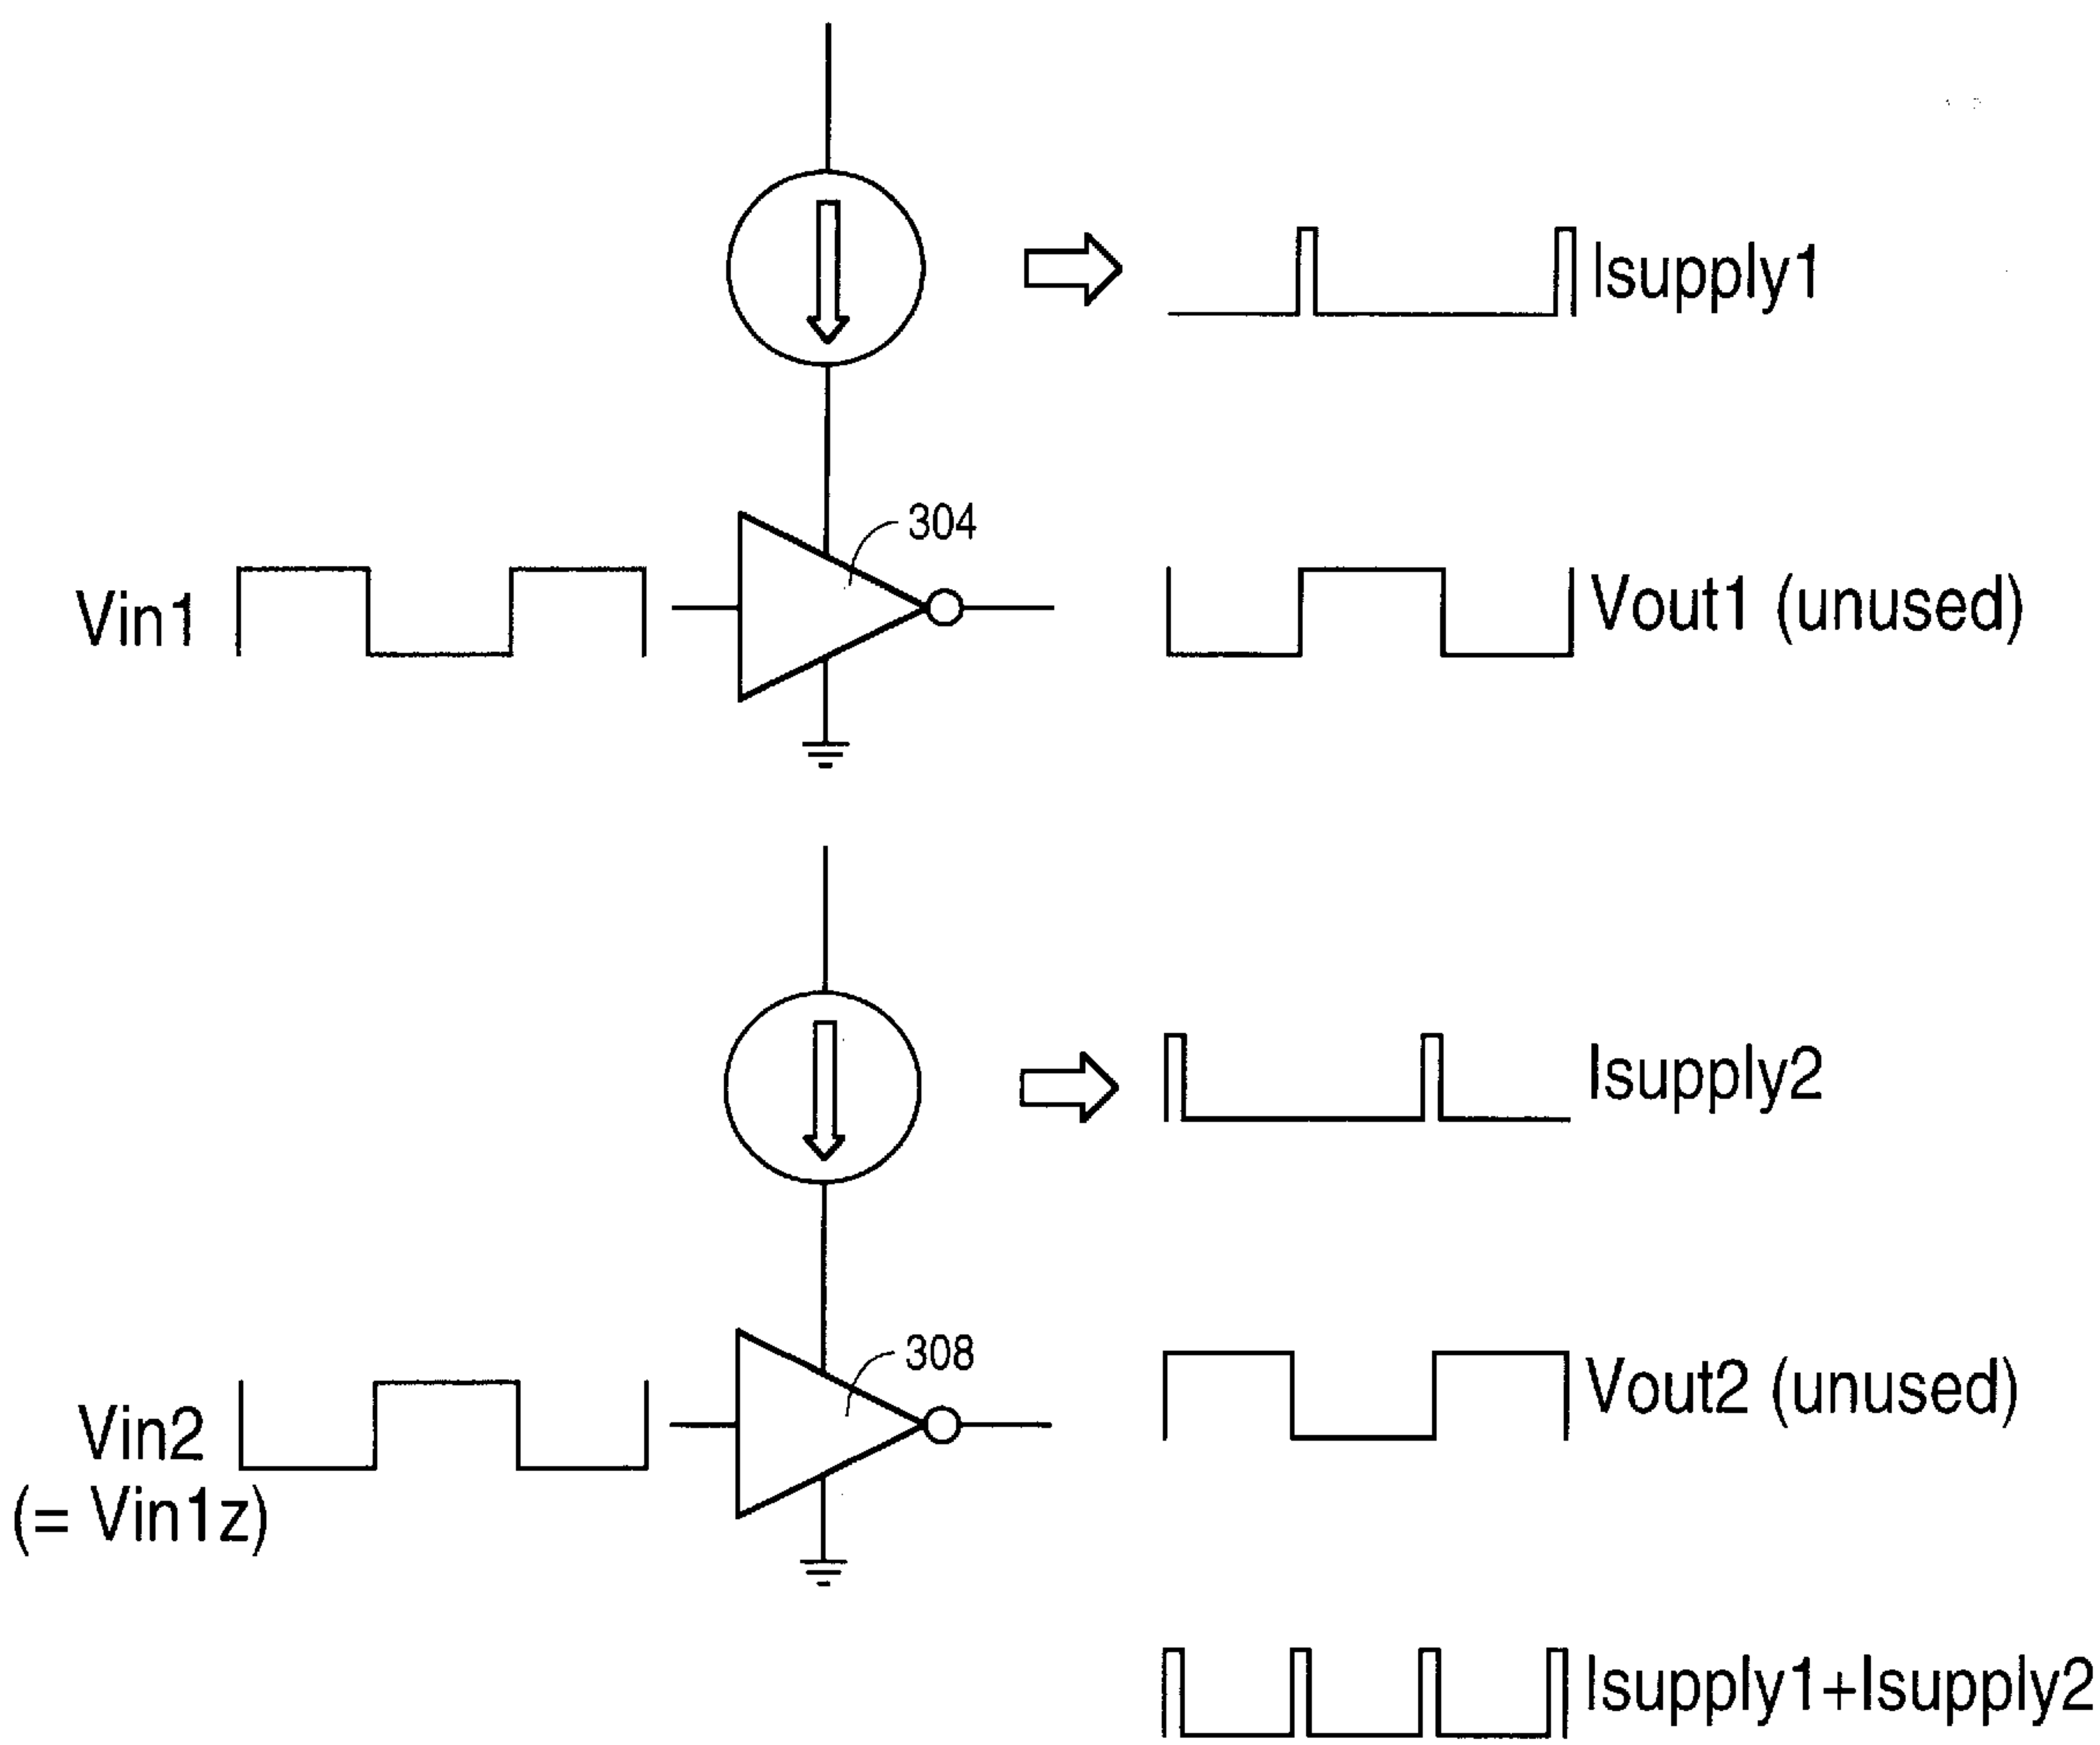 Isupply1
304
Vin1
Vout1 (unused)
Isupply2
308
Vin2
(= Vin1z)
Vout2 (unused)
Isupply1+Isupply2